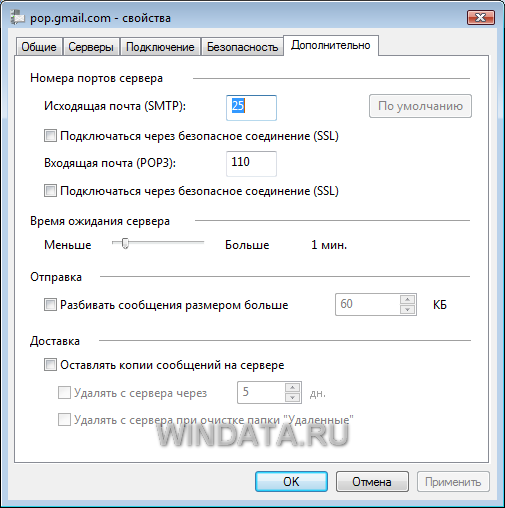 pop.gmail.com - свойства
Общие Серверы Подключение Безопасность Дополнительно
Номера портов сервера
Исходящая почта (SMTP): 25 По умолчанию
Подключаться через безопасное соединение (SSL)
Входящая почта (POP3): 110
Подключаться через безопасное соединение (SSL)
Время ожидания сервера
Меньше Больше 1 мин.
Отправка
Разбивать сообщения размером больше 60 КБ
Доставка
Оставлять копии сообщений на сервере
Удалять с сервера через 5 дн.
Удалять с сервера при очистке папки "Удаленные"
WINDATA.RU
OK Отмена Применить